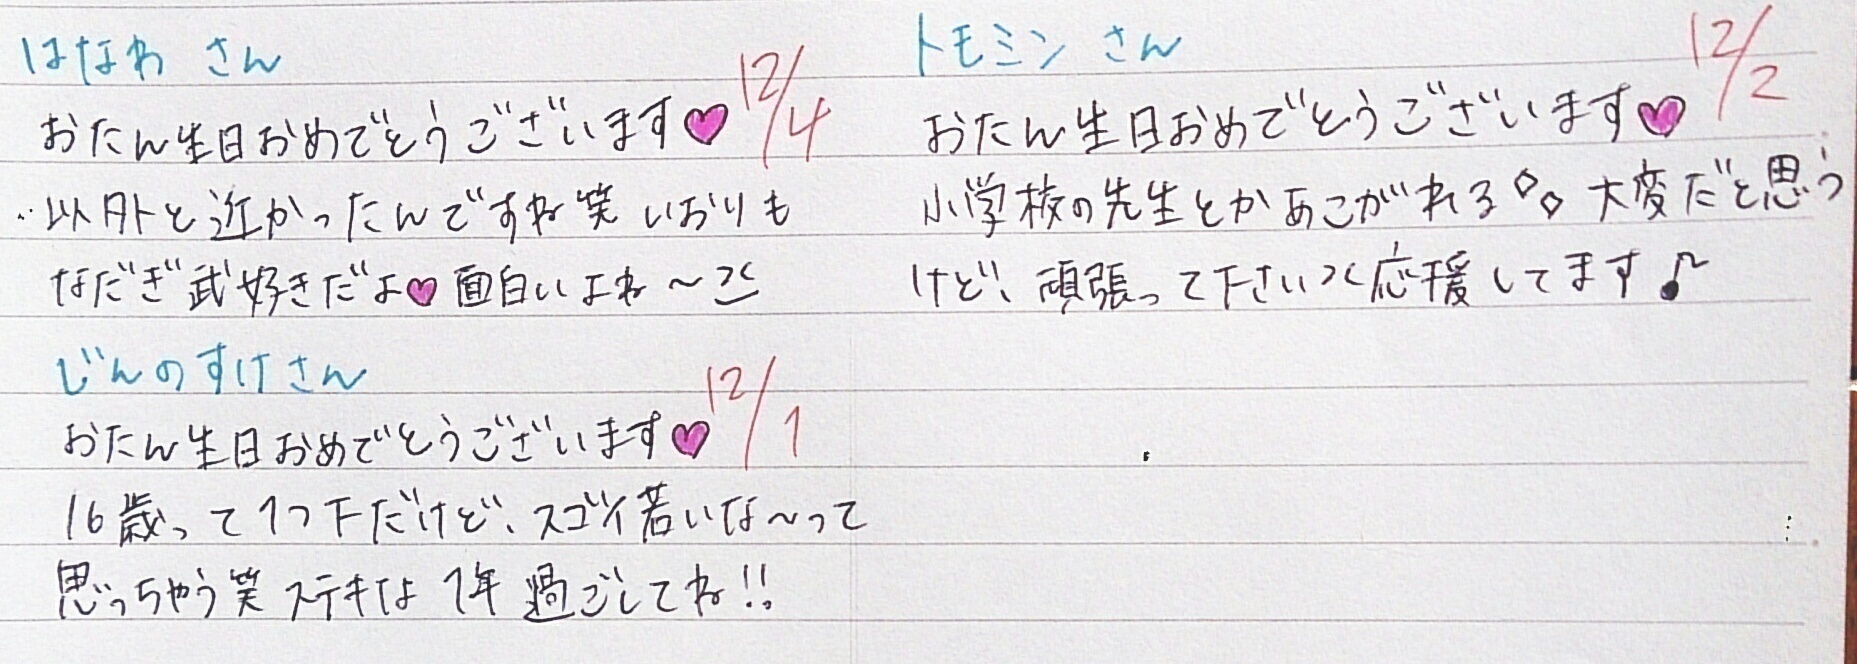 はなわ さん 12/4
おたん生日おめでとうございます♥
以外と近かったんですね笑 いおりも
なだぎ武好きだよ♥面白いよね〜
じんのすけさん 12/1
おたん生日おめでとうございます♥
16歳って1つ下だけど、スゴイ若いな〜って
思っちゃう笑 ステキな 1年 過ごしてね!!
トモミン さん 12/2
おたん生日おめでとうございます♥
小学校の先生とかあこがれる 大変だと思う
けど、頑張って下さい 応援してます♪